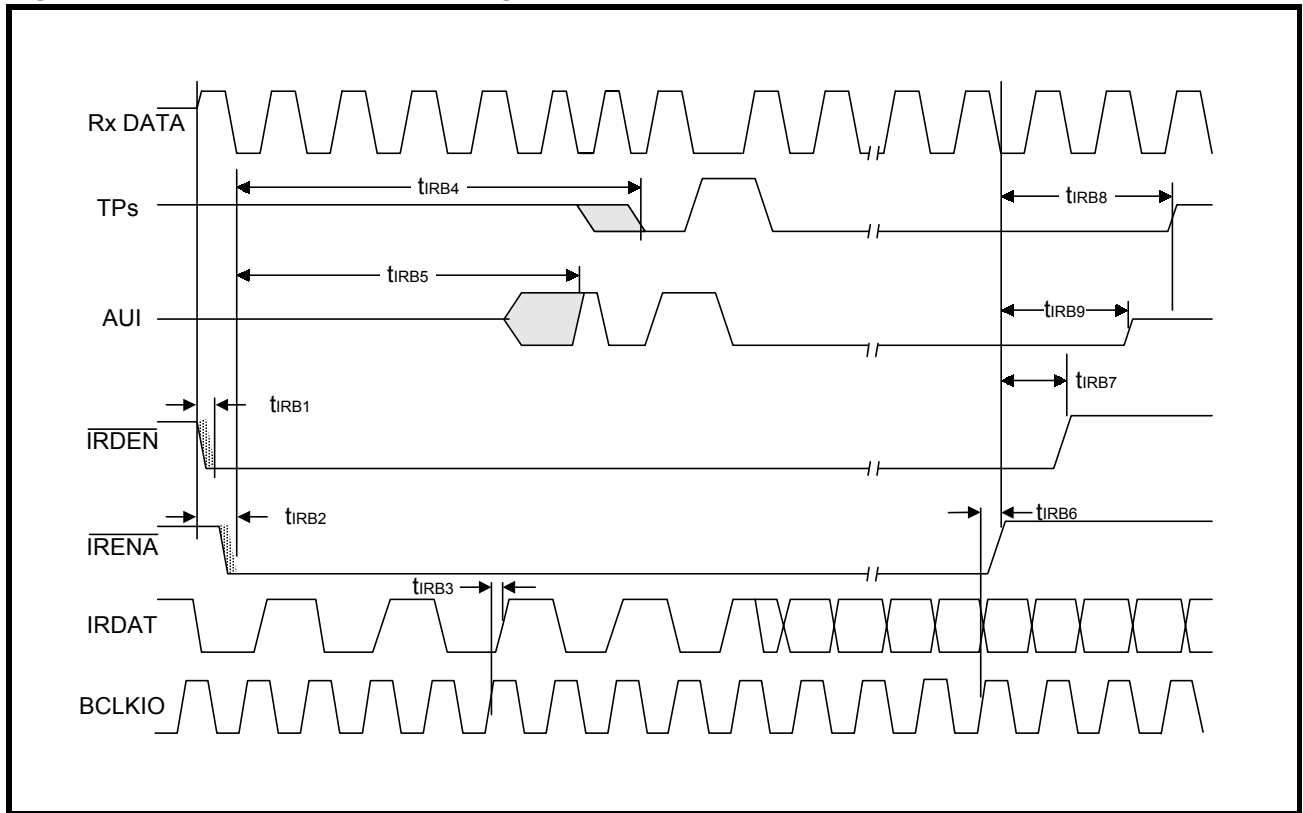 Rx DATA
tIRB4
TPs
tIRB8
tIRB5
AUI
tIRB9
tIRB7
tIRB1
IRDEN
tIRB2
tIRB6
IRENA
tIRB3
IRDAT
BCLKIO